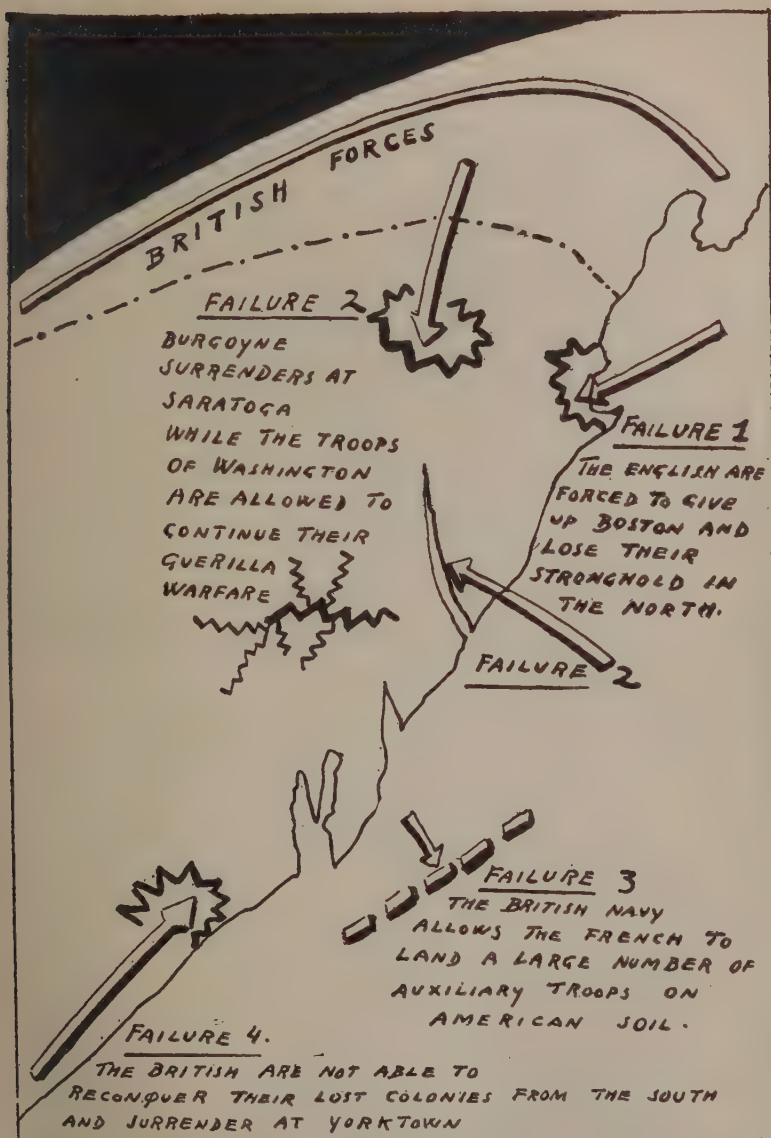 BRITISH FORCES
FAILURE 2
BURGOYNE
SURRENDERS AT
SARATOGA
WHILE THE TROOPS
OF WASHINGTON
ARE ALLOWED TO
CONTINUE THEIR
GUERILLA
WARFARE
FAILURE 1
THE ENGLISH ARE
FORCED TO GIVE
UP BOSTON AND
LOSE THEIR
STRONGHOLD IN
THE NORTH.
FAILURE 2
FAILURE 3
THE BRITISH NAVY
ALLOWS THE FRENCH TO
LAND A LARGE NUMBER OF
AUXILIARY TROOPS ON
AMERICAN SOIL.
FAILURE 4.
THE BRITISH ARE NOT ABLE TO
RECONQUER THEIR LOST COLONIES FROM THE SOUTH
AND SURRENDER AT YORKTOWN